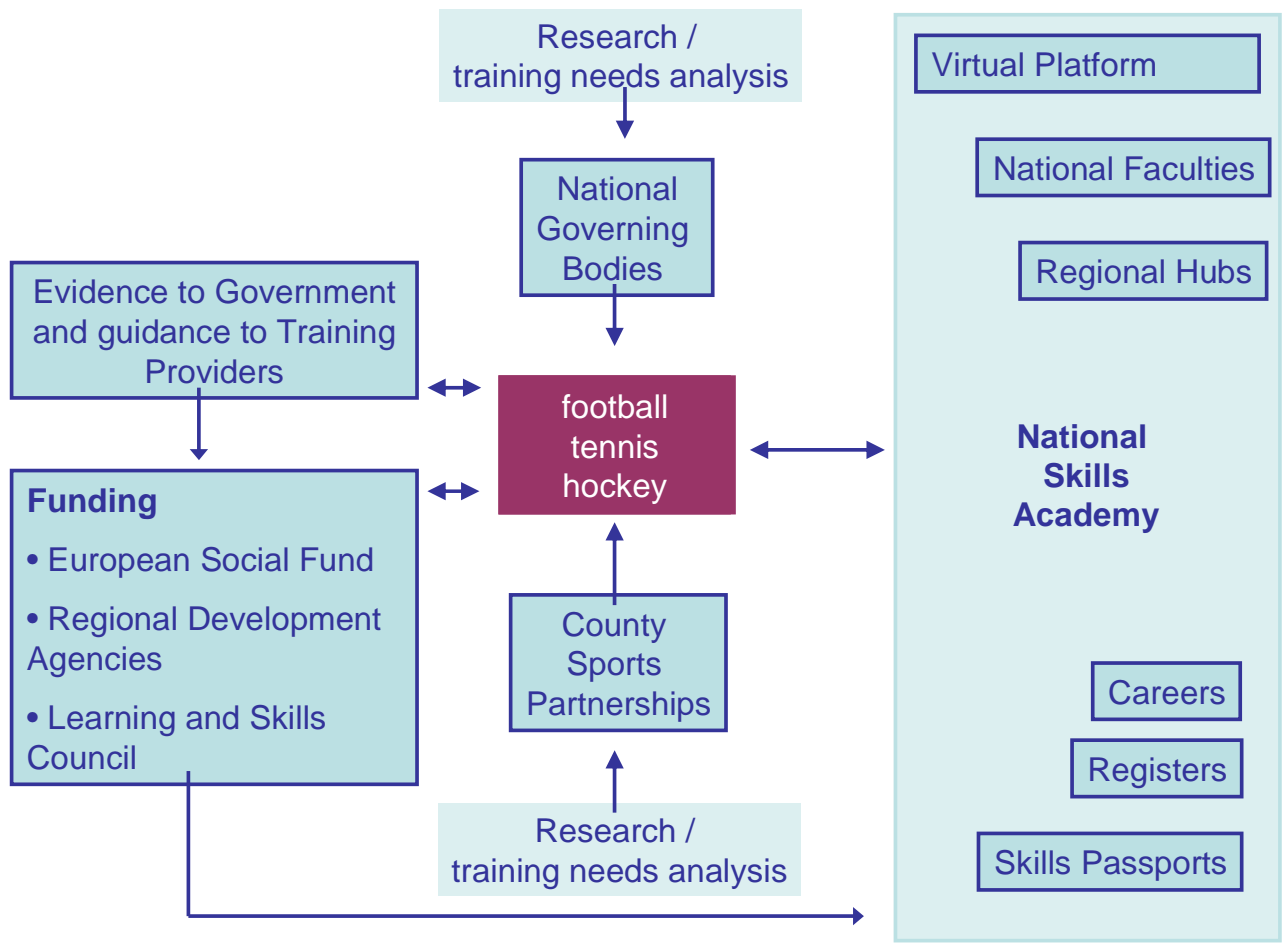 Research /
training needs analysis
National
Governing
Bodies
Evidence to Government
and guidance to Training
Providers
football
tennis
hockey
Funding
• European Social Fund
• Regional Development
Agencies
• Learning and Skills
Council
County
Sports
Partnerships
Research /
training needs analysis
Virtual Platform
National Faculties
Regional Hubs
National
Skills
Academy
Careers
Registers
Skills Passports